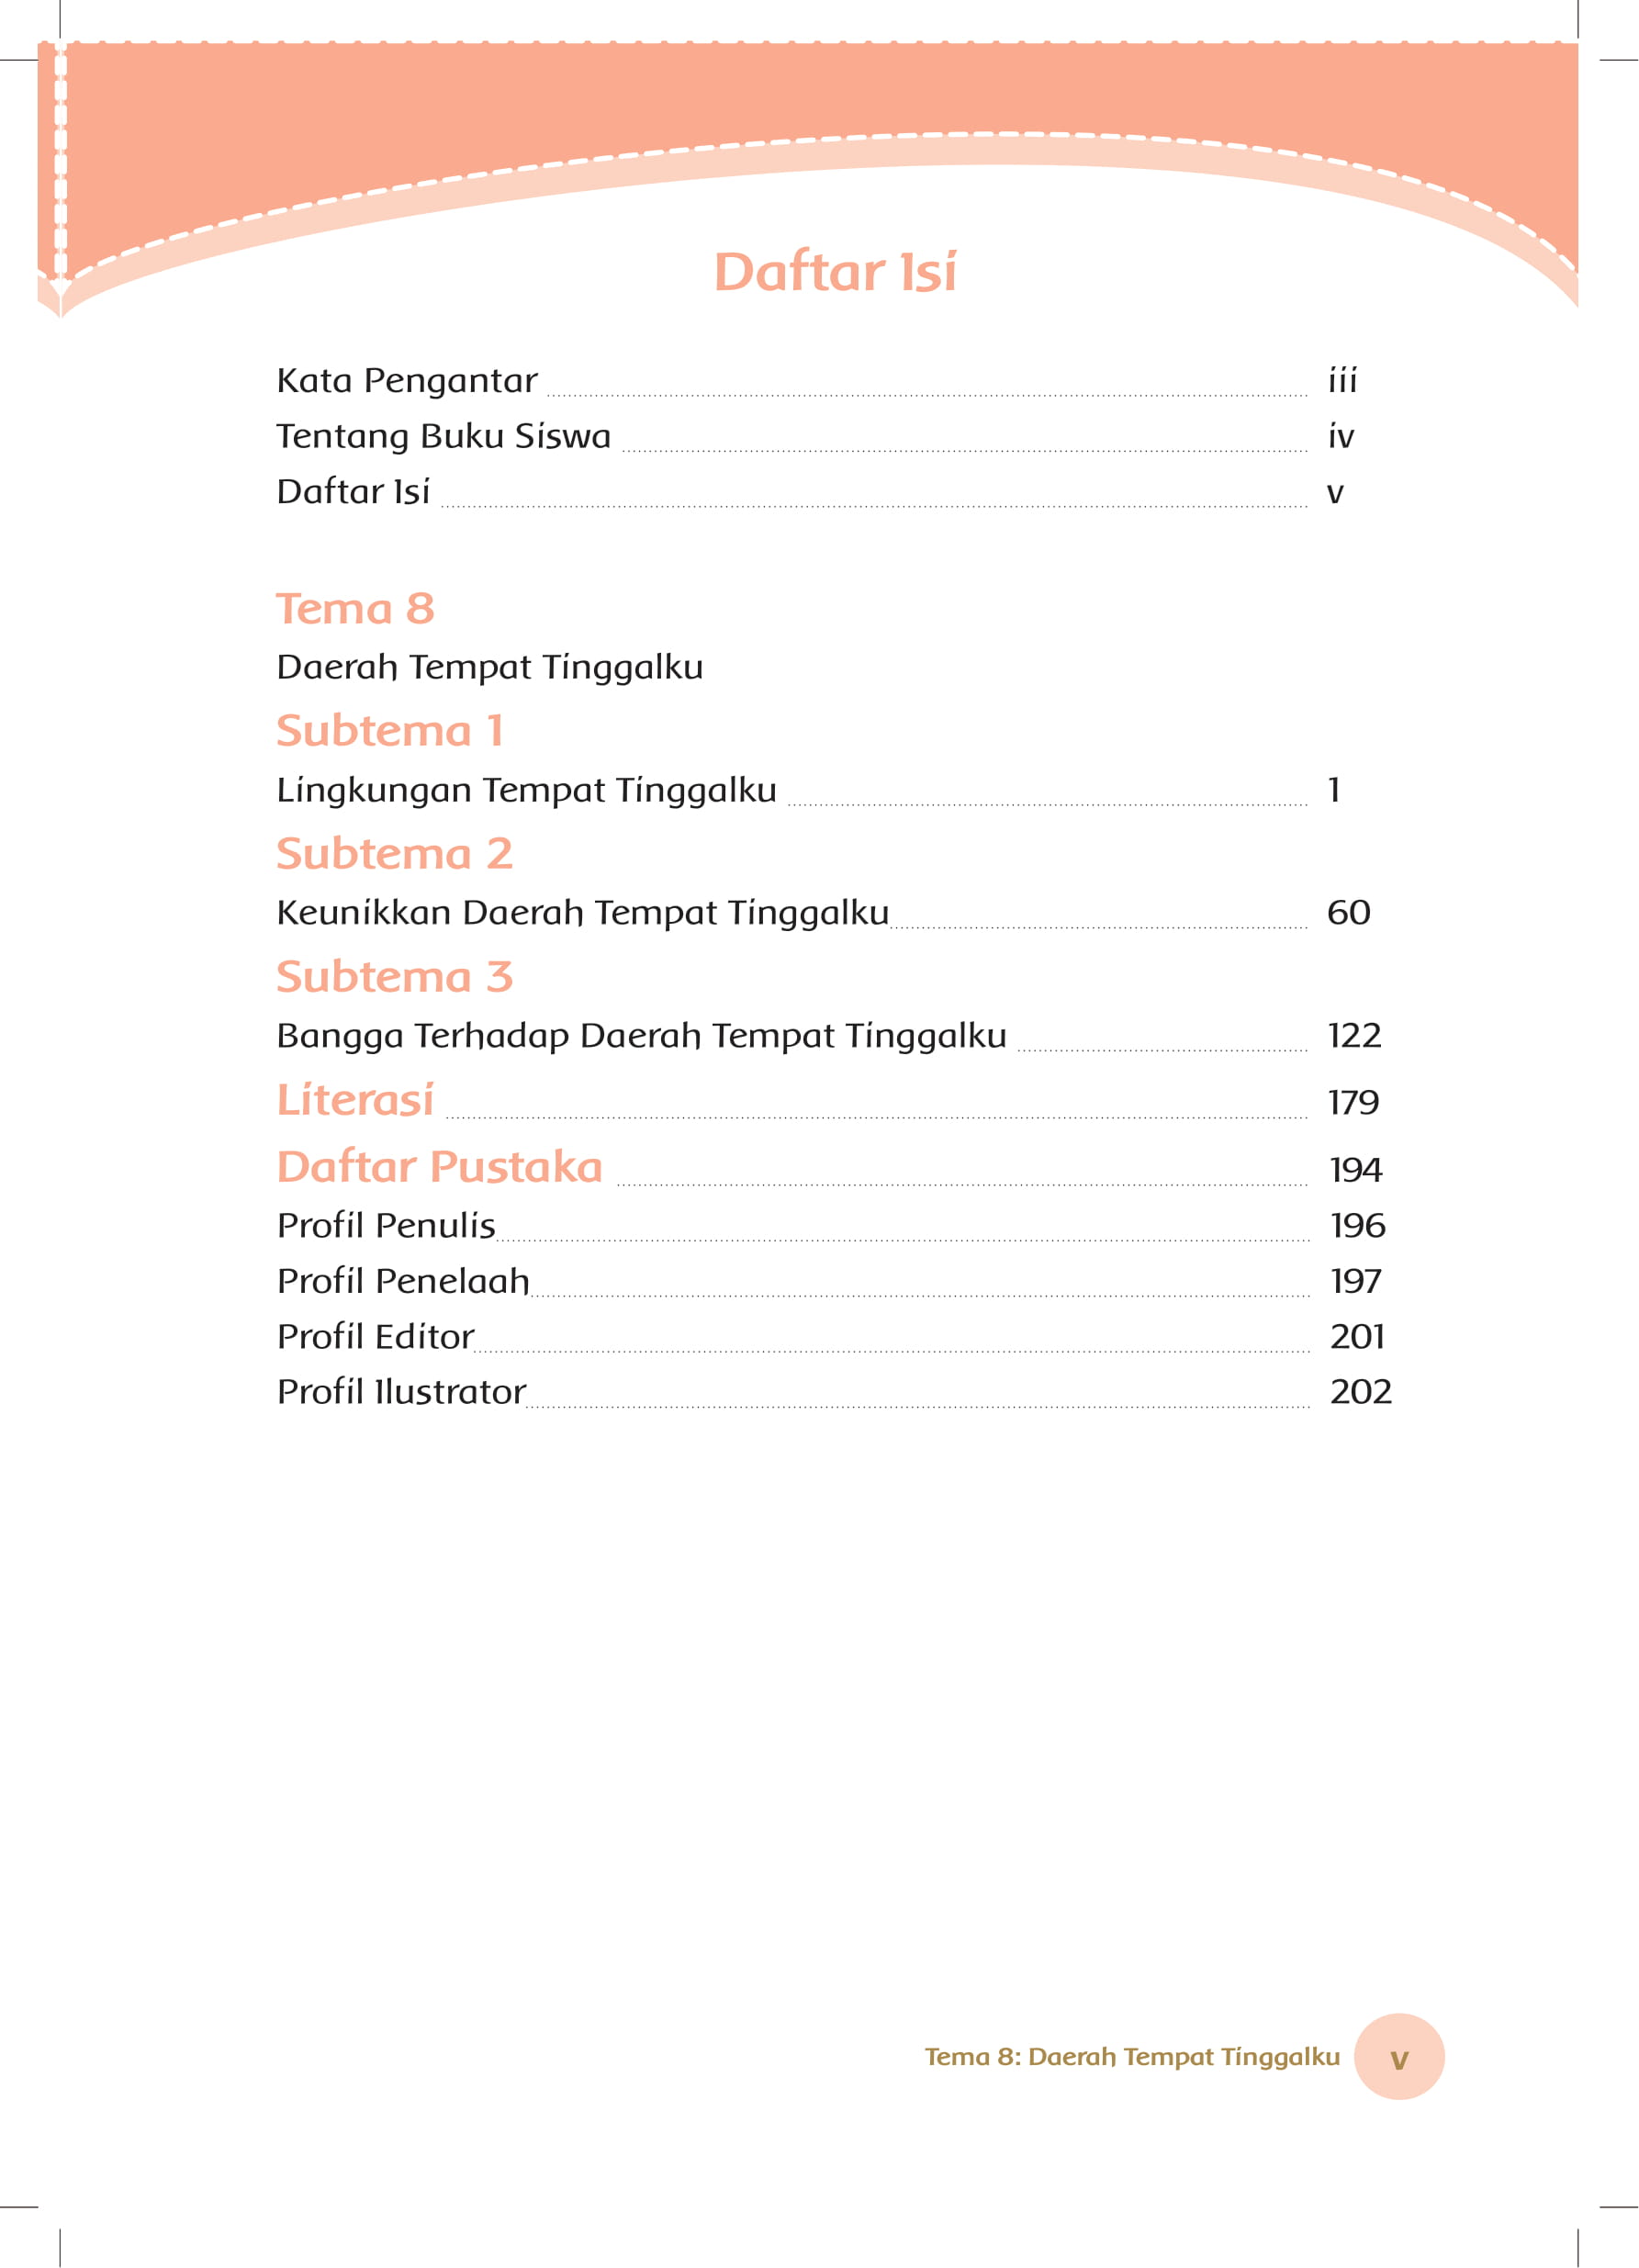 Daftar Isi
Kata Pengantar iii
Tentang Buku Siswa iv
Daftar Isi v
Tema 8
Daerah Tempat Tinggalku
Subtema 1
Lingkungan Tempat Tinggalku 1
Subtema 2
Keunikkan Daerah Tempat Tinggalku 60
Subtema 3
Bangga Terhadap Daerah Tempat Tinggalku 122
Literasi 179
Daftar Pustaka 194
Profil Penulis 196
Profil Penelaah 197
Profil Editor 201
Profil Ilustrator 202
Tema 8: Daerah Tempat Tinggalku v